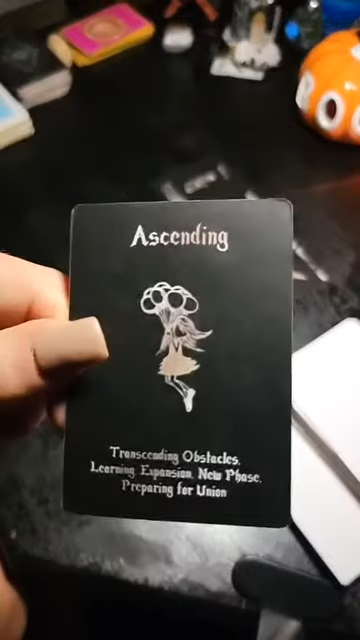 Ascending
Transcending Obstacles.
Learning. Expansion. New Phase.
Preparing for Union